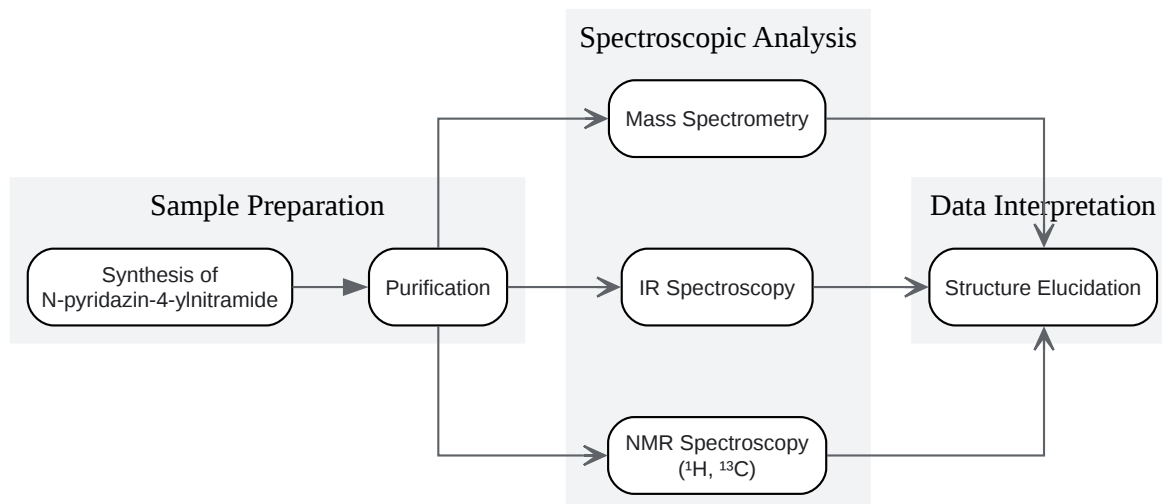 Spectroscopic Analysis
Mass Spectrometry
Sample Preparation
Data Interpretation
Synthesis of
N-pyridazin-4-ylnitramide
Purification
IR Spectroscopy
Structure Elucidation
NMR Spectroscopy
(¹H, ¹³C)